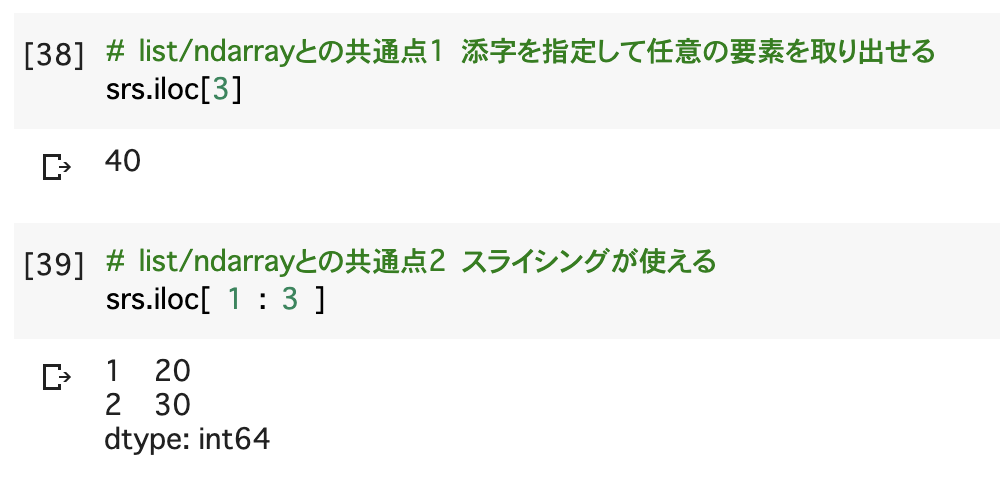 [38] # list/ndarrayとの共通点1 添字を指定して任意の要素を取り出せる
srs.iloc[3]
40
[39] # list/ndarrayとの共通点2 スライシングが使える
srs.iloc[ 1 : 3 ]
1 20
2 30
dtype: int64